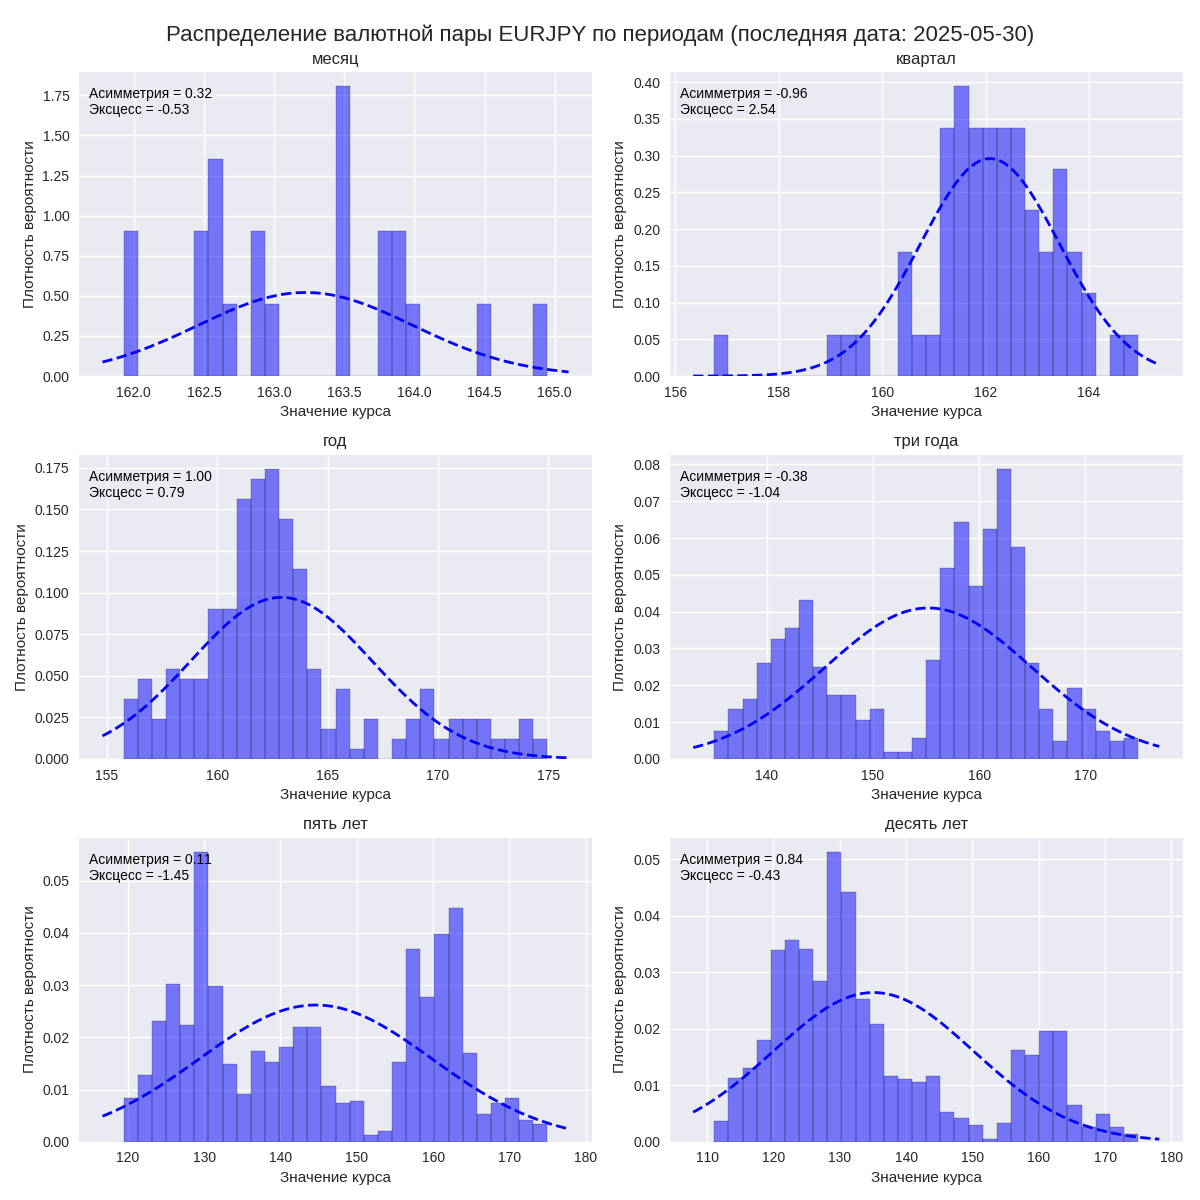 Распределение валютной пары EURJPY по периодам (последняя дата: 2025-05-30)
месяц
Асимметрия = 0.32
Эксцесс = -0.53
Плотность вероятности
1.75
1.50
1.25
1.00
0.75
0.50
0.25
0.00
162.0 162.5 163.0 163.5 164.0 164.5 165.0
Значение курса
квартал
Асимметрия = -0.96
Эксцесс = 2.54
Плотность вероятности
0.40
0.35
0.30
0.25
0.20
0.15
0.10
0.05
0.00
156 158 160 162 164
Значение курса
год
Асимметрия = 1.00
Эксцесс = 0.79
Плотность вероятности
0.175
0.150
0.125
0.100
0.075
0.050
0.025
0.000
155 160 165 170 175
Значение курса
три года
Асимметрия = -0.38
Эксцесс = -1.04
Плотность вероятности
0.08
0.07
0.06
0.05
0.04
0.03
0.02
0.01
0.00
140 150 160 170
Значение курса
пять лет
Асимметрия = 0.11
Эксцесс = -1.45
Плотность вероятности
0.05
0.04
0.03
0.02
0.01
0.00
120 130 140 150 160 170 180
Значение курса
десять лет
Асимметрия = 0.84
Эксцесс = -0.43
Плотность вероятности
0.05
0.04
0.03
0.02
0.01
0.00
110 120 130 140 150 160 170 180
Значение курса